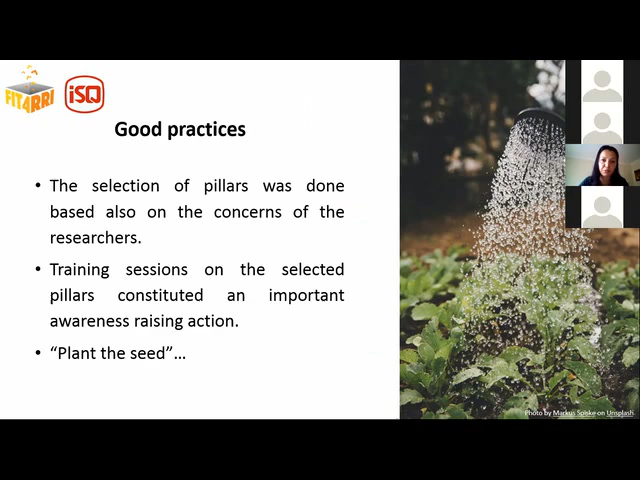 FIT4RRI
iSQ
Good practices
• The selection of pillars was done
based also on the concerns of the
researchers.
• Training sessions on the selected
pillars constituted an important
awareness raising action.
• “Plant the seed”...
Photo by Markus Spiske on Unsplash